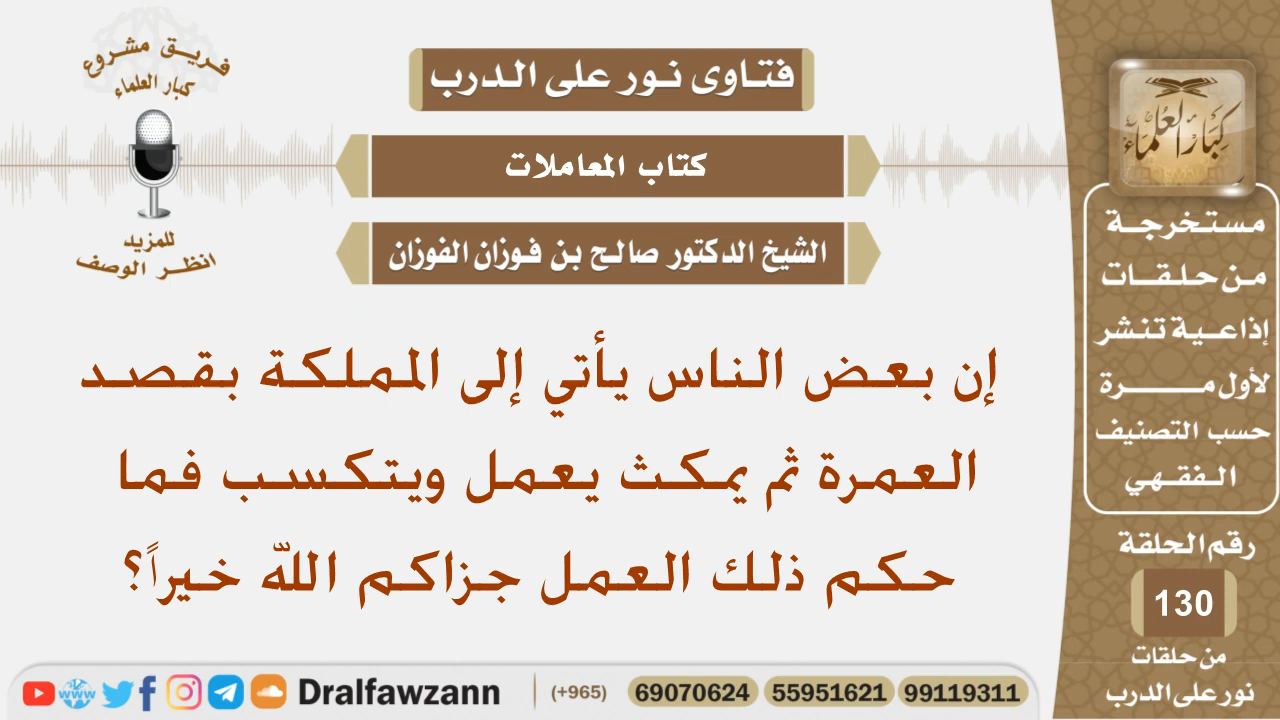 فريق مشروع
كبار العلماء
للمزيد
انظر الوصف
فتاوى نور على الدرب
كتاب المعاملات
الشيخ الدكتور صالح بن فوزان الفوزان
إن بعض الناس يأتي إلى المملكة بقصد
العمرة ثم يمكث يعمل ويتكسب فما
حكم ذلك العمل جزاكم الله خيراً؟
كبار العلماء
مستخرجة
من حلقات
إذاعية تنشر
لأول مرة
حسب التصنيف
الفقهي
رقم الحلقة
130
من حلقات
نور على الدرب
www Dralfawzann (+965) 69070624 55951621 99119311